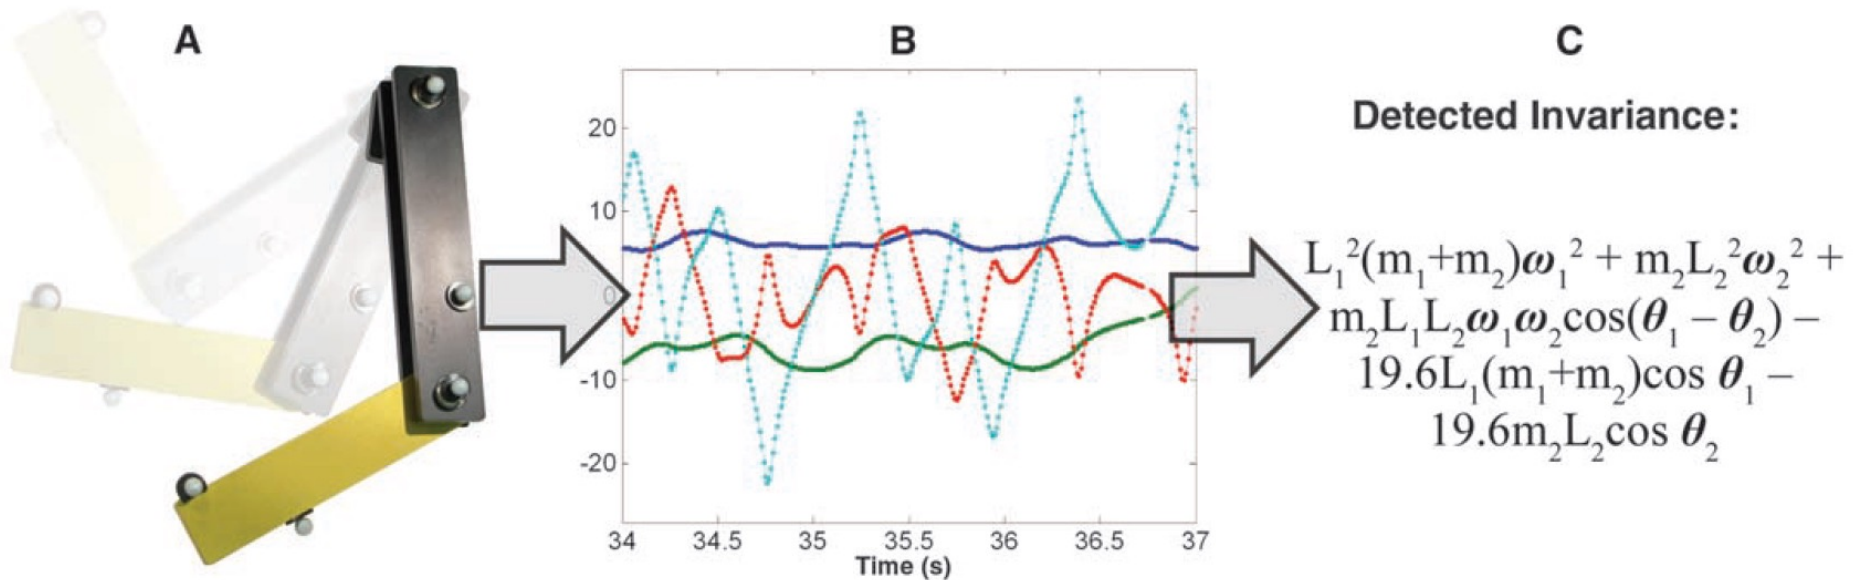 A
B
C
20
10
0
-10
-20
34
34.5
35
35.5
36
36.5
37
Time (s)
Detected Invariance:
L₁²(m₁+m₂)ω₁² + m₂L₂²ω₂² +
m₂L₁L₂ω₁ω₂cos(θ₁ − θ₂) −
19.6L₁(m₁+m₂)cos θ₁ −
19.6m₂L₂cos θ₂